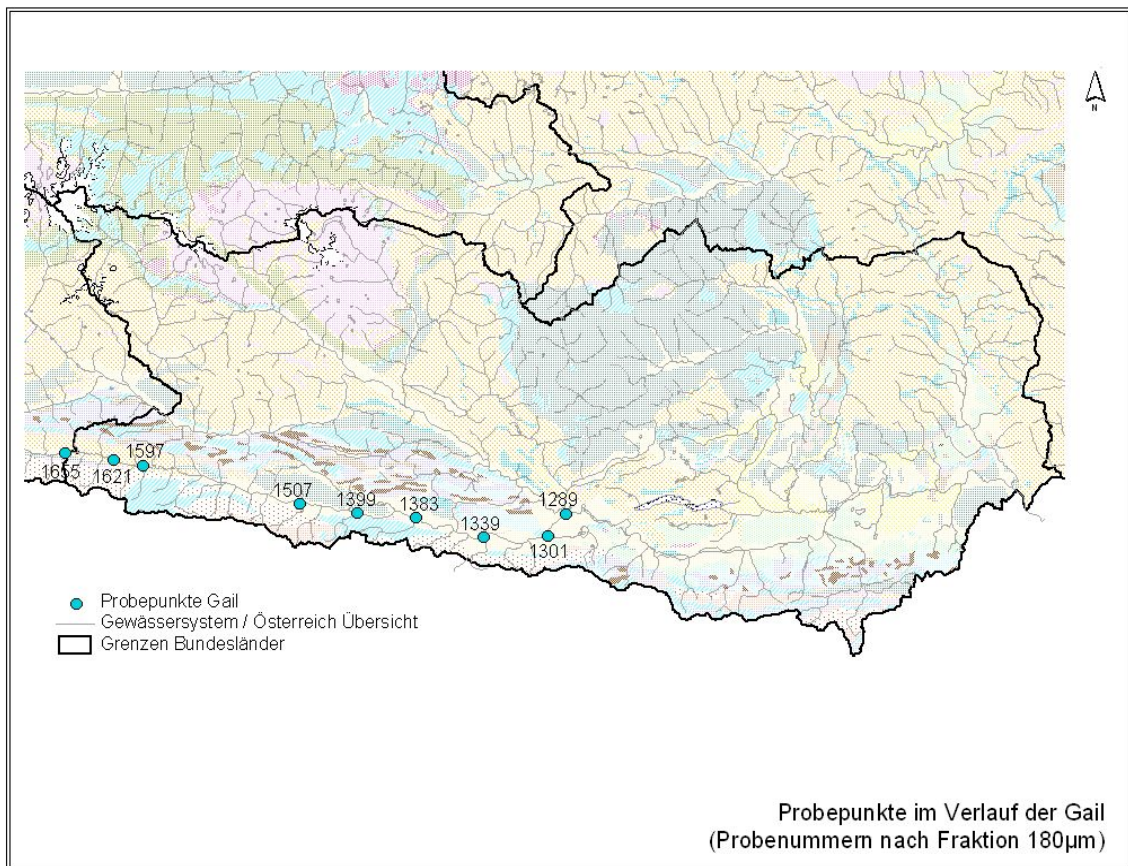 N
1597
1655
1621
1507
1399
1383
1339
1289
1301
Probepunkte Gail
Gewässersystem / Österreich Übersicht
Grenzen Bundesländer
Probepunkte im Verlauf der Gail
(Probenummern nach Fraktion 180µm)